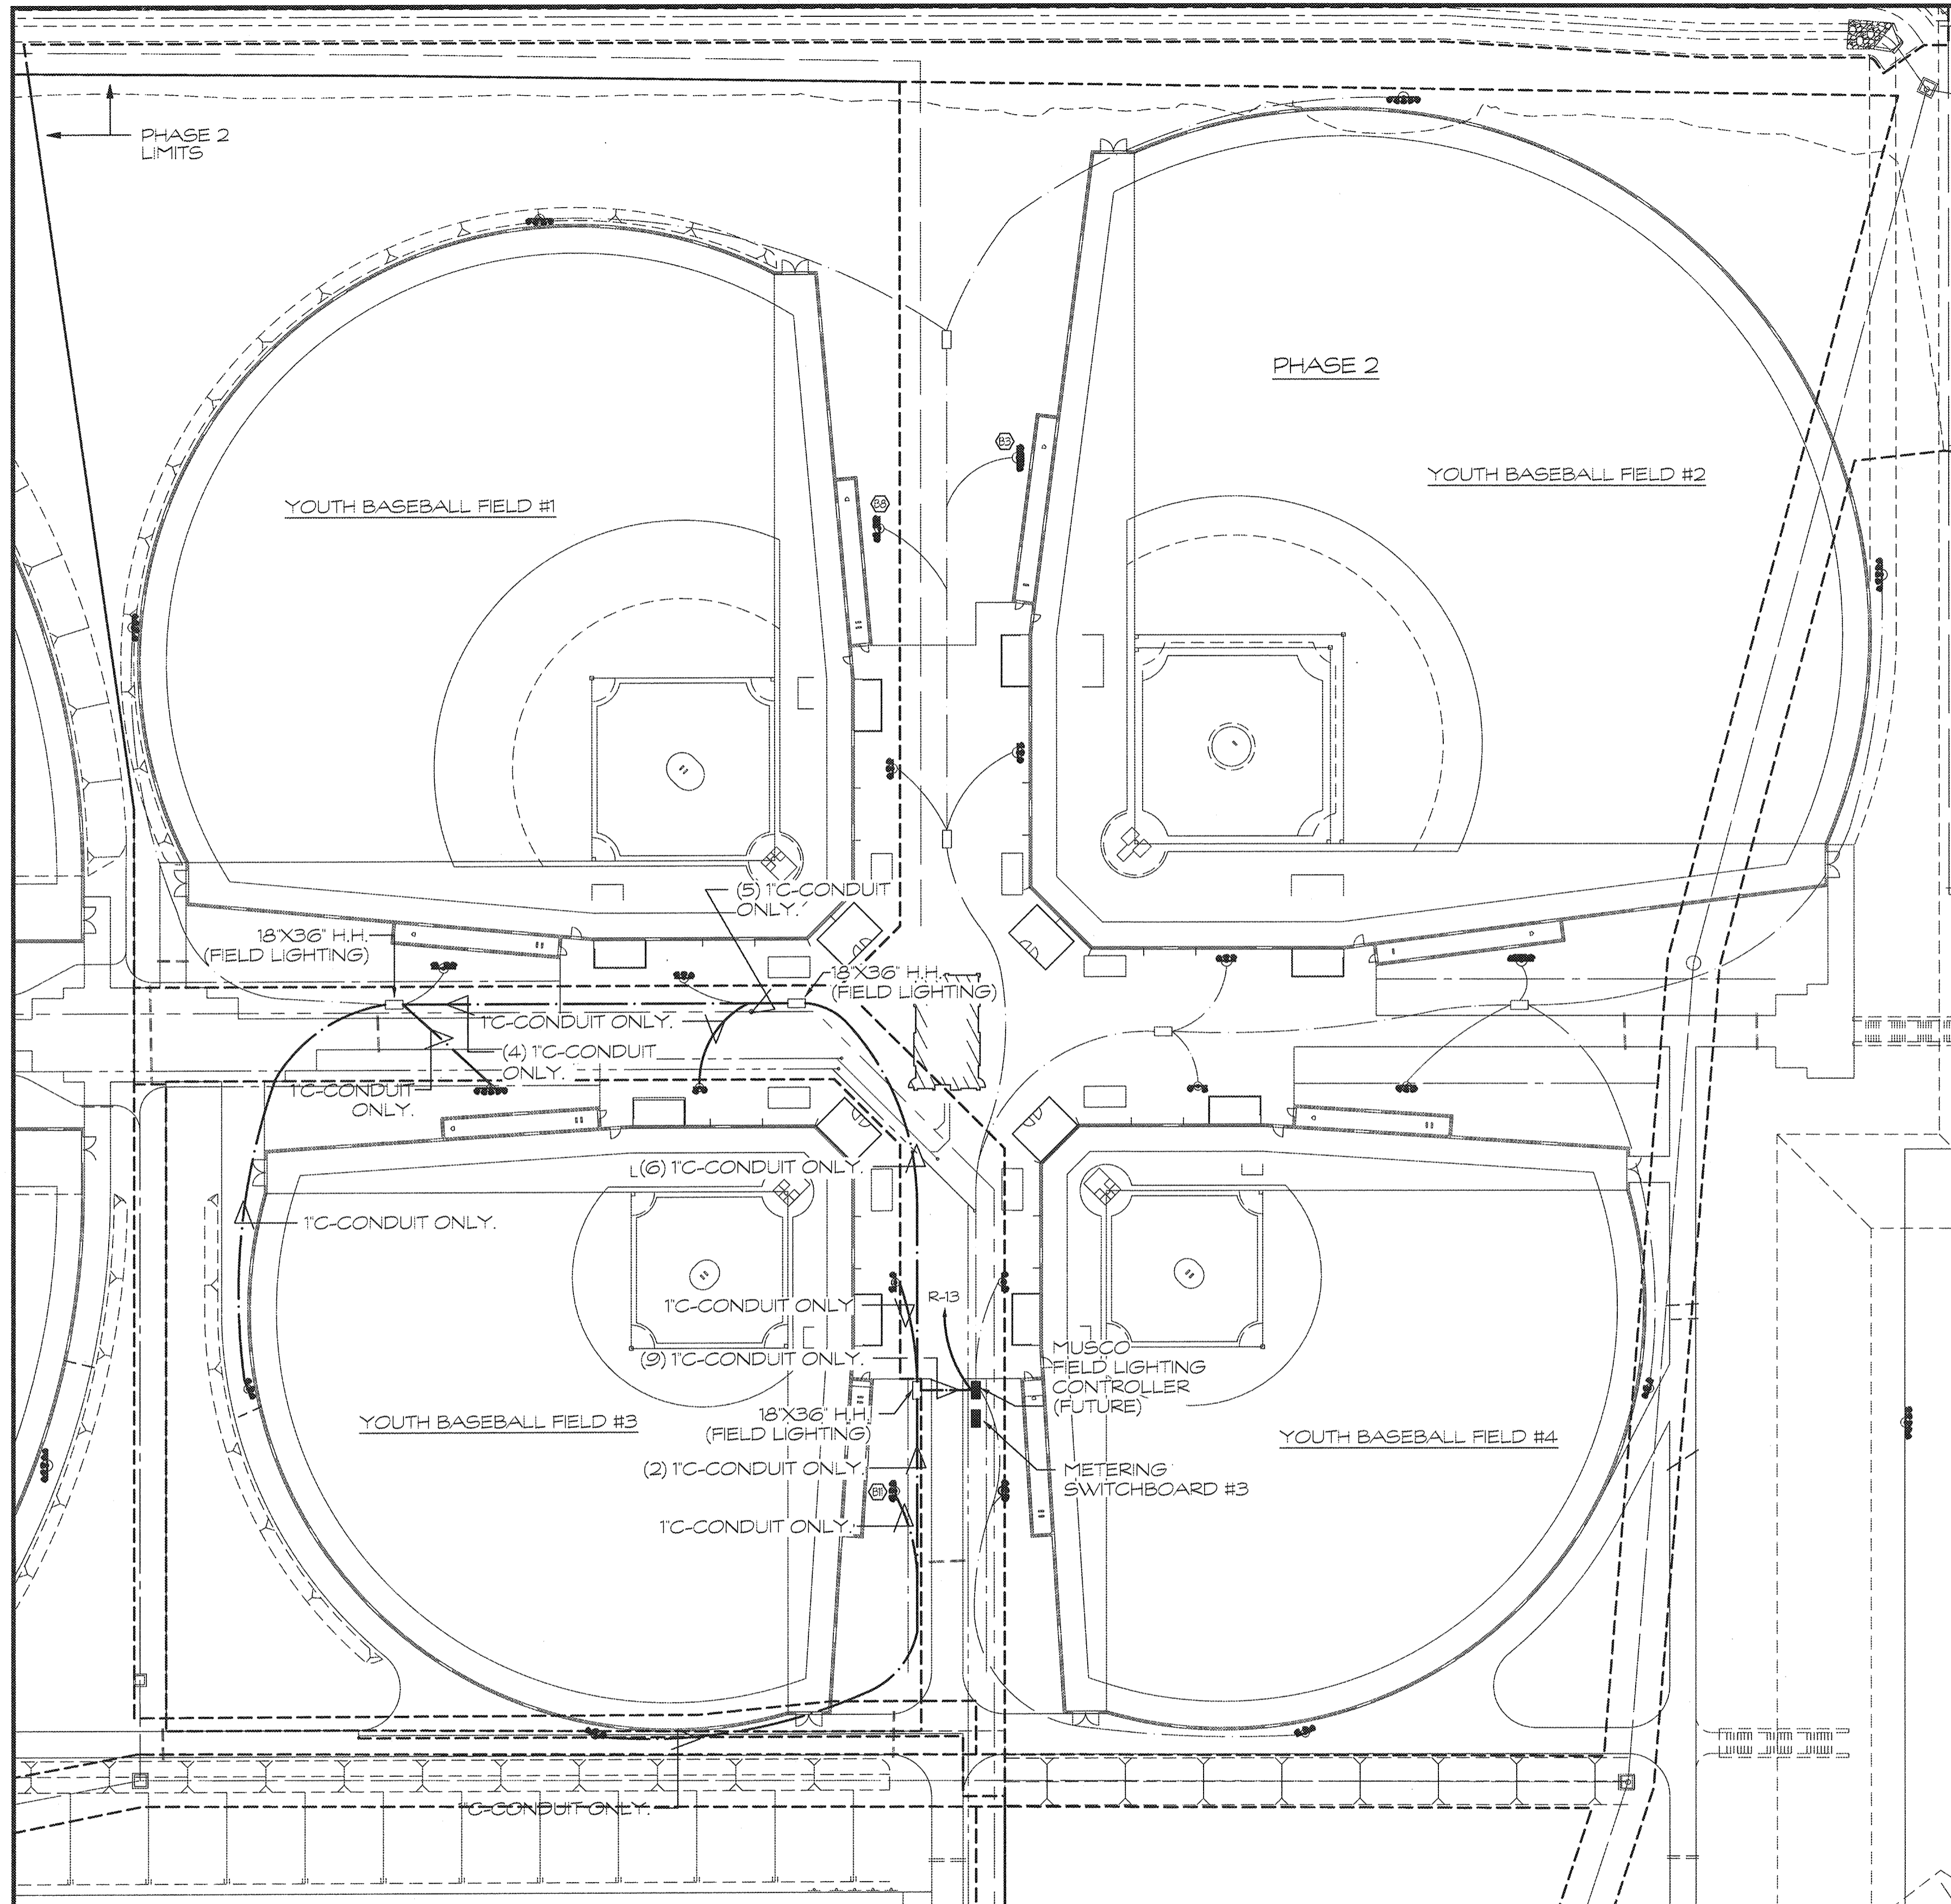 PHASE 2
LIMITS
PHASE 2
B3
YOUTH BASEBALL FIELD #2
B8
YOUTH BASEBALL FIELD #1
(5) 1"C-CONDUIT
ONLY.
18"X36" H.H.
(FIELD LIGHTING)
18"X36" H.H.
(FIELD LIGHTING)
1"C-CONDUIT ONLY.
(4) 1"C-CONDUIT
ONLY.
1"C-CONDUIT
ONLY.
(6) 1"C-CONDUIT ONLY.
1"C-CONDUIT ONLY.
R-13
1"C-CONDUIT ONLY
(9) 1"C-CONDUIT ONLY.
MUSCO
FIELD LIGHTING
CONTROLLER
(FUTURE)
18"X36" H.H.
(FIELD LIGHTING)
YOUTH BASEBALL FIELD #3
YOUTH BASEBALL FIELD #4
(2) 1"C-CONDUIT ONLY.
METERING
SWITCHBOARD #3
B11
1"C-CONDUIT ONLY.
1"C-CONDUIT ONLY.